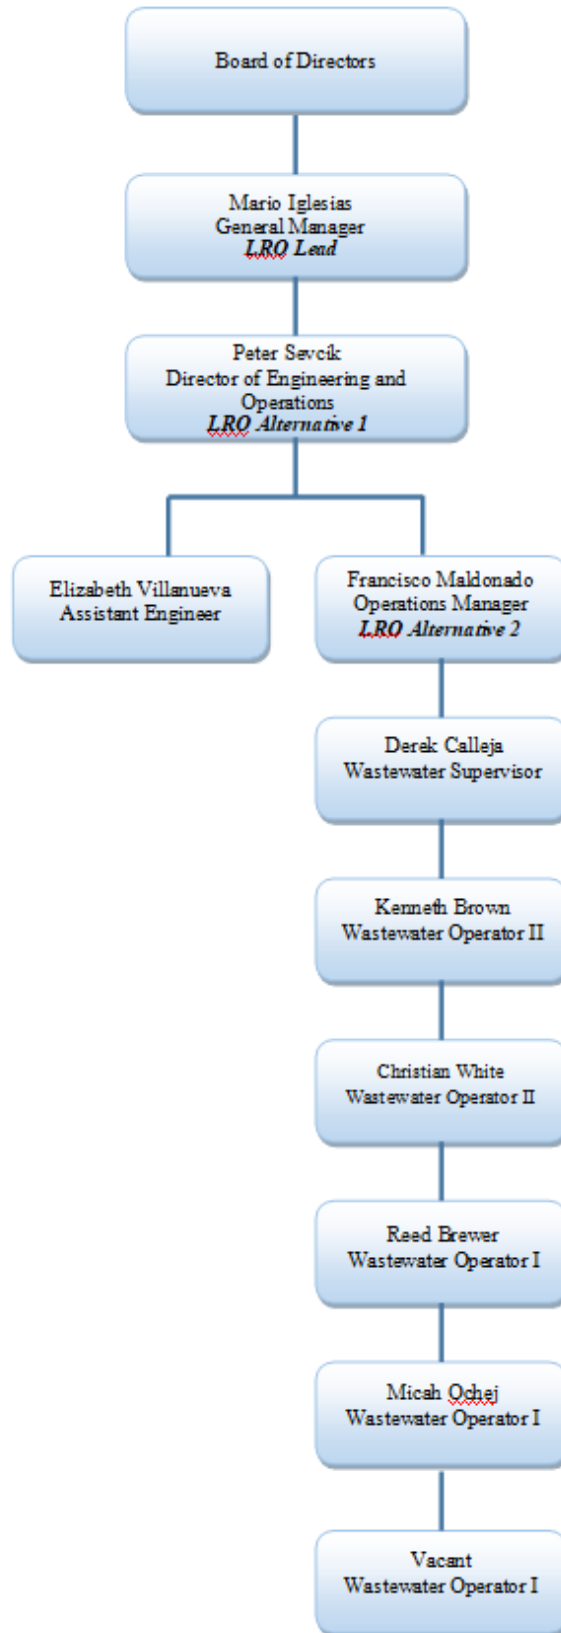 Board of Directors
Mario Iglesias
General Manager
LRO Lead
Peter Sevcik
Director of Engineering and
Operations
LRO Alternative 1
Elizabeth Villanueva
Assistant Engineer
Francisco Maldonado
Operations Manager
LRO Alternative 2
Derek Calleja
Wastewater Supervisor
Kenneth Brown
Wastewater Operator II
Christian White
Wastewater Operator II
Reed Brewer
Wastewater Operator I
Micah Ochej
Wastewater Operator I
Vacant
Wastewater Operator I